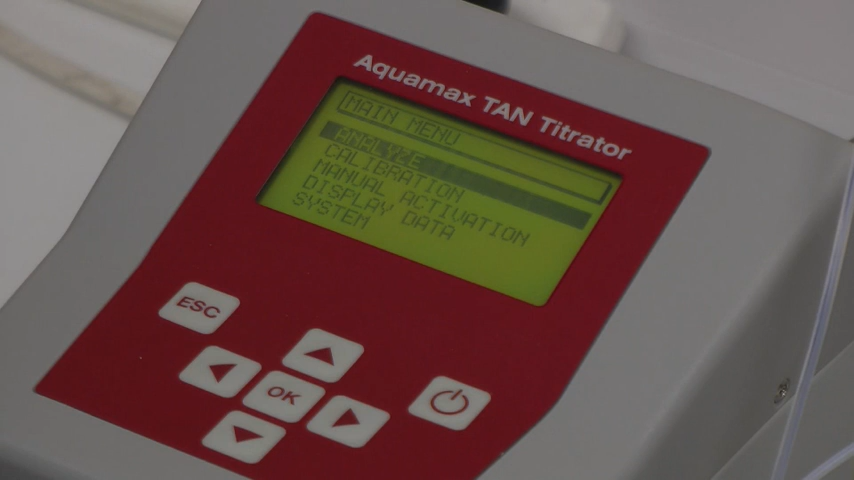 Aquamax TAN Titrator
MAIN MENU
ANALYZE
CALIBRATION
MANUAL ACTIVATION
DISPLAY DATA
SYSTEM
ESC
OK